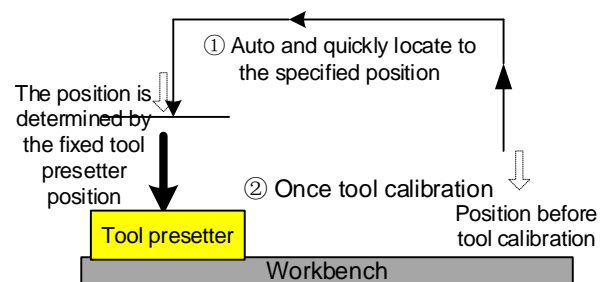 ① Auto and quickly locate to
the specified position
The position is
determined by
the fixed tool
presetter
position
② Once tool calibration
Position before
tool calibration
Tool presetter
Workbench